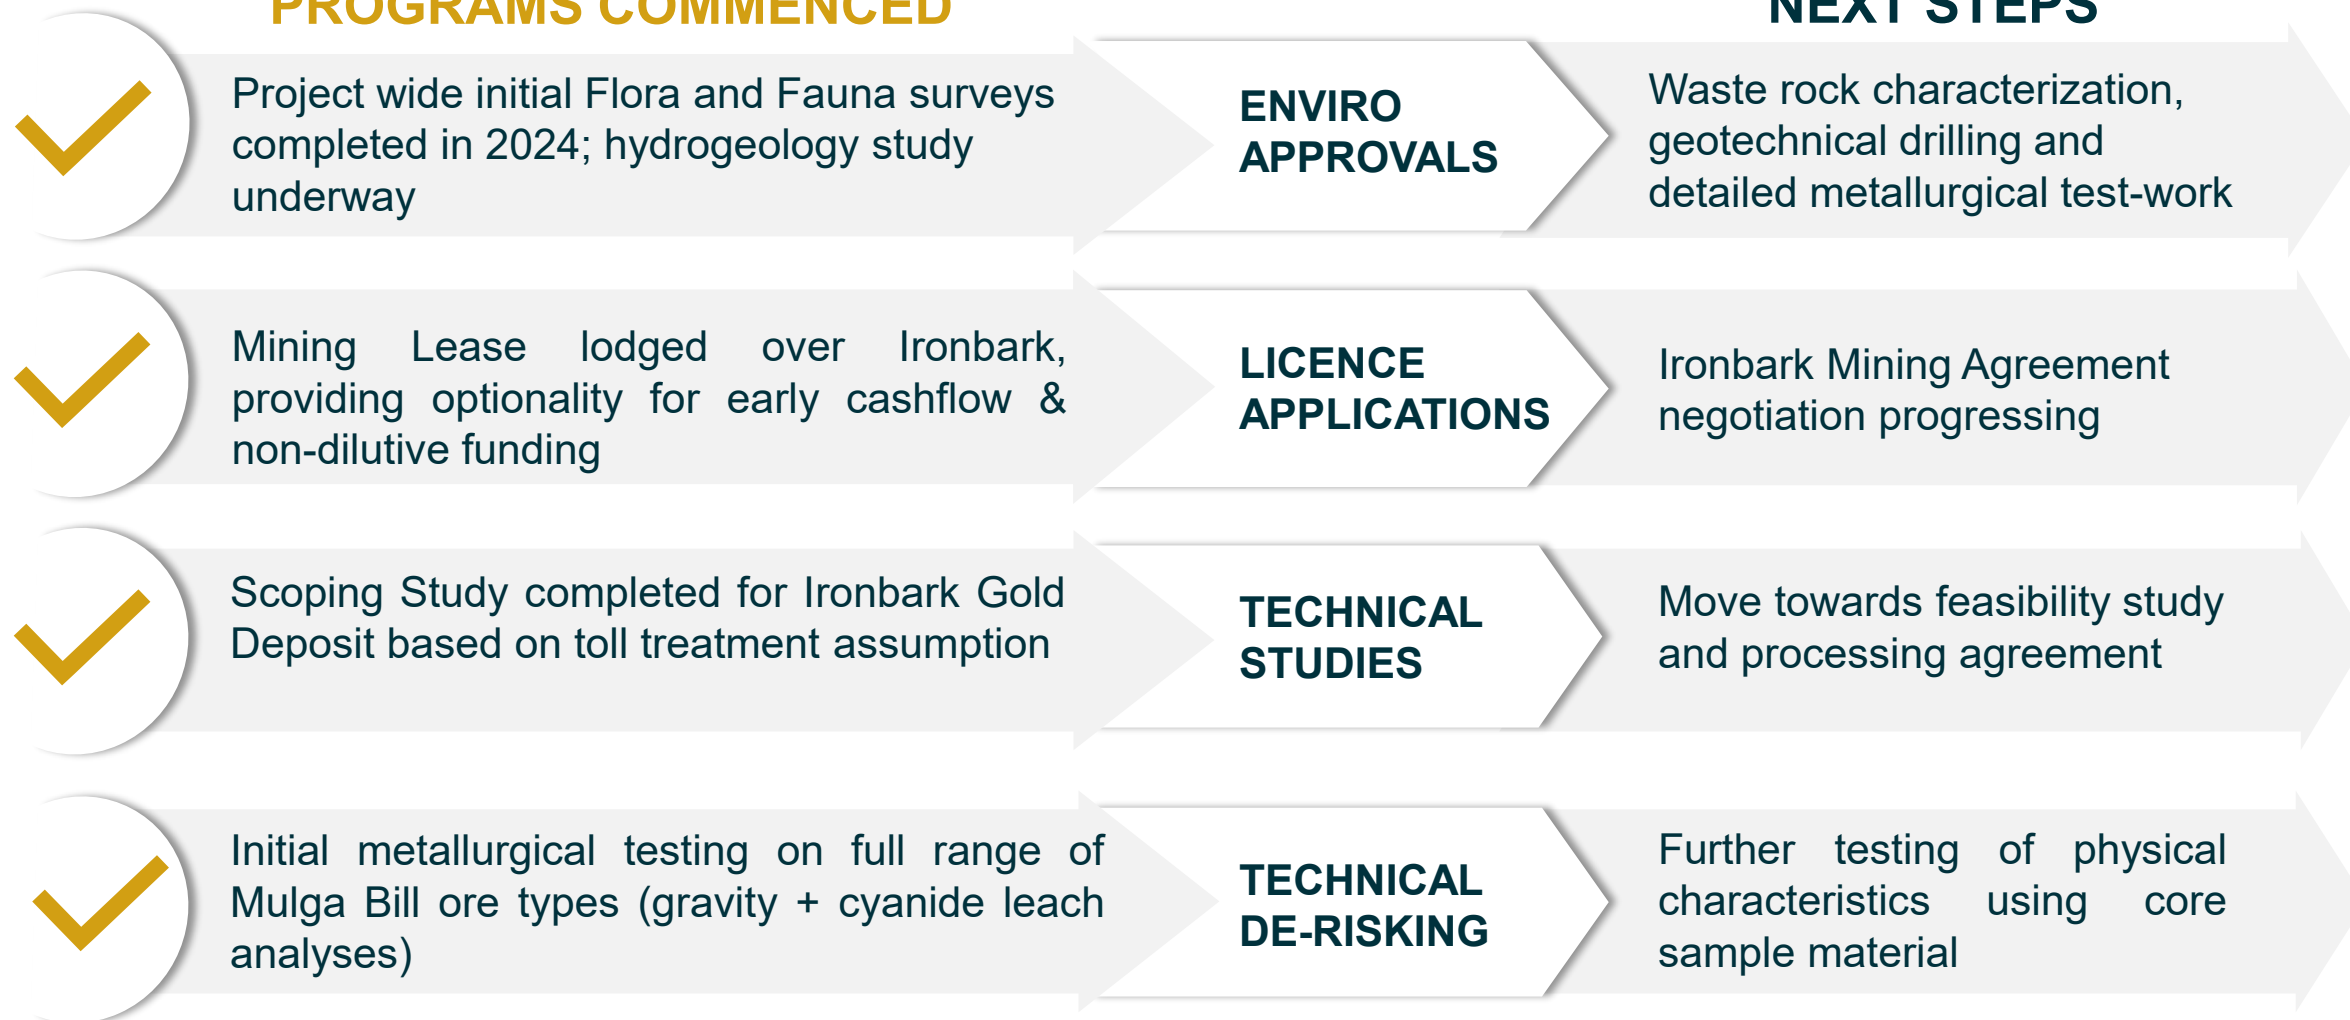 PROGRAMS COMMENCED
NEXT STEPS
Project wide initial Flora and Fauna surveys
completed in 2024; hydrogeology study
underway
ENVIRO
APPROVALS
Waste rock characterization,
geotechnical drilling and
detailed metallurgical test-work
Mining Lease lodged over Ironbark,
providing optionality for early cashflow &
non-dilutive funding
LICENCE
APPLICATIONS
Ironbark Mining Agreement
negotiation progressing
Scoping Study completed for Ironbark Gold
Deposit based on toll treatment assumption
TECHNICAL
STUDIES
Move towards feasibility study
and processing agreement
Initial metallurgical testing on full range of
Mulga Bill ore types (gravity + cyanide leach
analyses)
TECHNICAL
DE-RISKING
Further testing of physical
characteristics using core
sample material